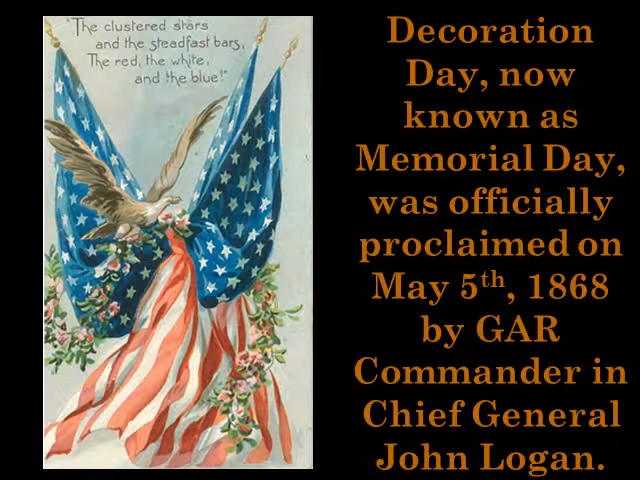 "The clustered stars
and the steadfast bars,
The red, the white,
and the blue!"
Decoration
Day, now
known as
Memorial Day,
was officially
proclaimed on
May 5th, 1868
by GAR
Commander in
Chief General
John Logan.